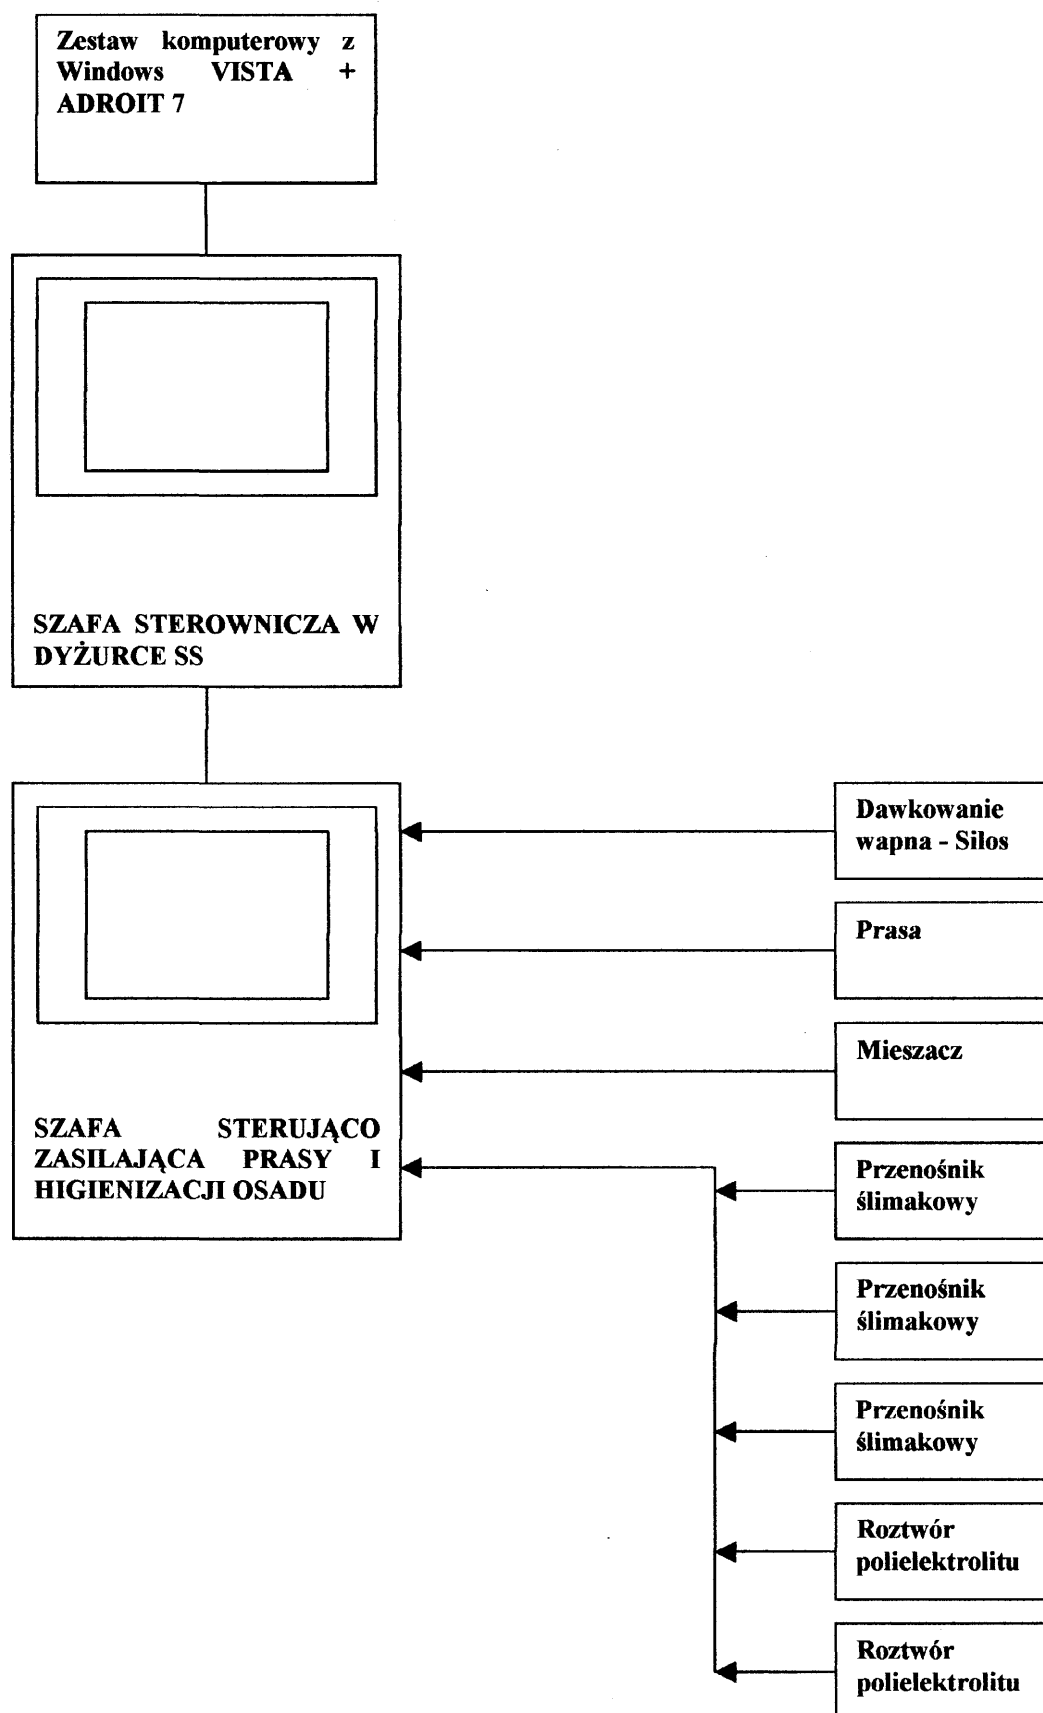 Zestaw komputerowy z
Windows VISTA +
ADROIT 7
SZAFA STEROWNICZA W
DYŻURCE SS
SZAFA STERUJĄCO
ZASILAJĄCA PRASY I
HIGIENIZACJI OSADU
Dawkowanie
wapna - Silos
Prasa
Mieszacz
Przenośnik
ślimakowy
Przenośnik
ślimakowy
Przenośnik
ślimakowy
Roztwór
polielektrolitu
Roztwór
polielektrolitu